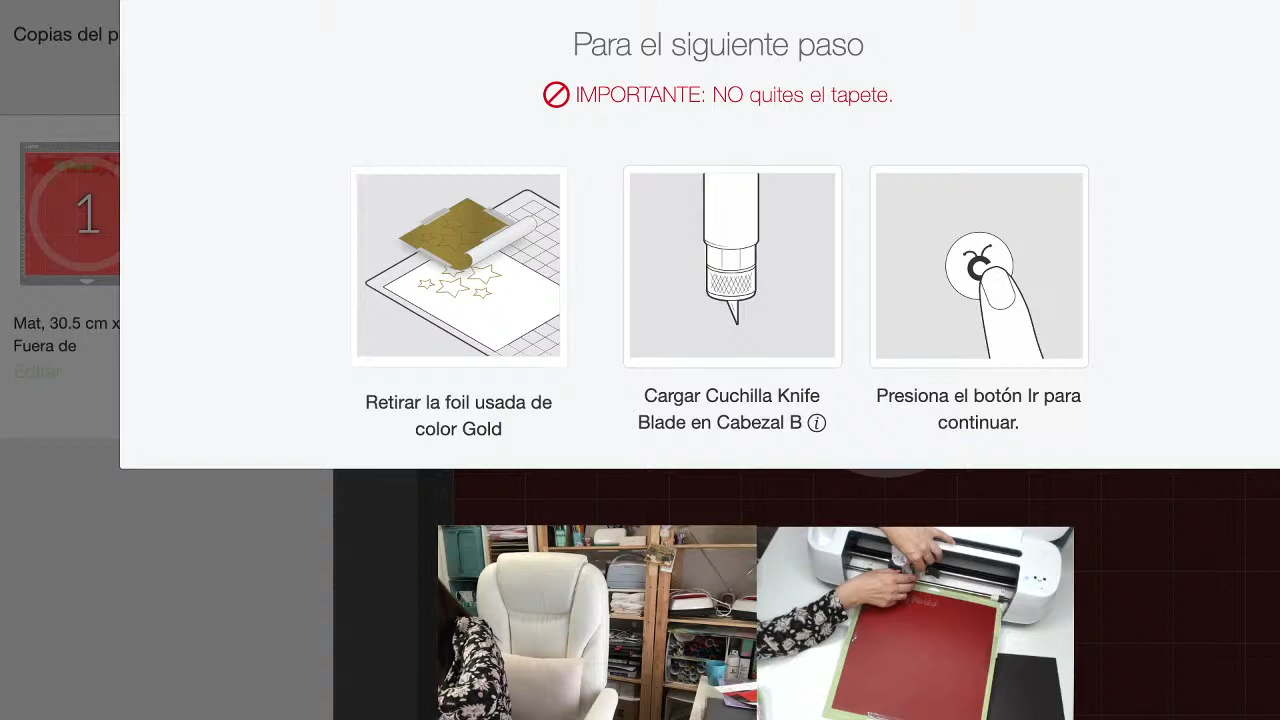 Copias del p
Para el siguiente paso
IMPORTANTE: NO quites el tapete.
1
Mat, 30.5 cm x
Fuera de
Editar
Retirar la foil usada de
color Gold
Cargar Cuchilla Knife
Blade en Cabezal B
Presiona el botón Ir para
continuar.